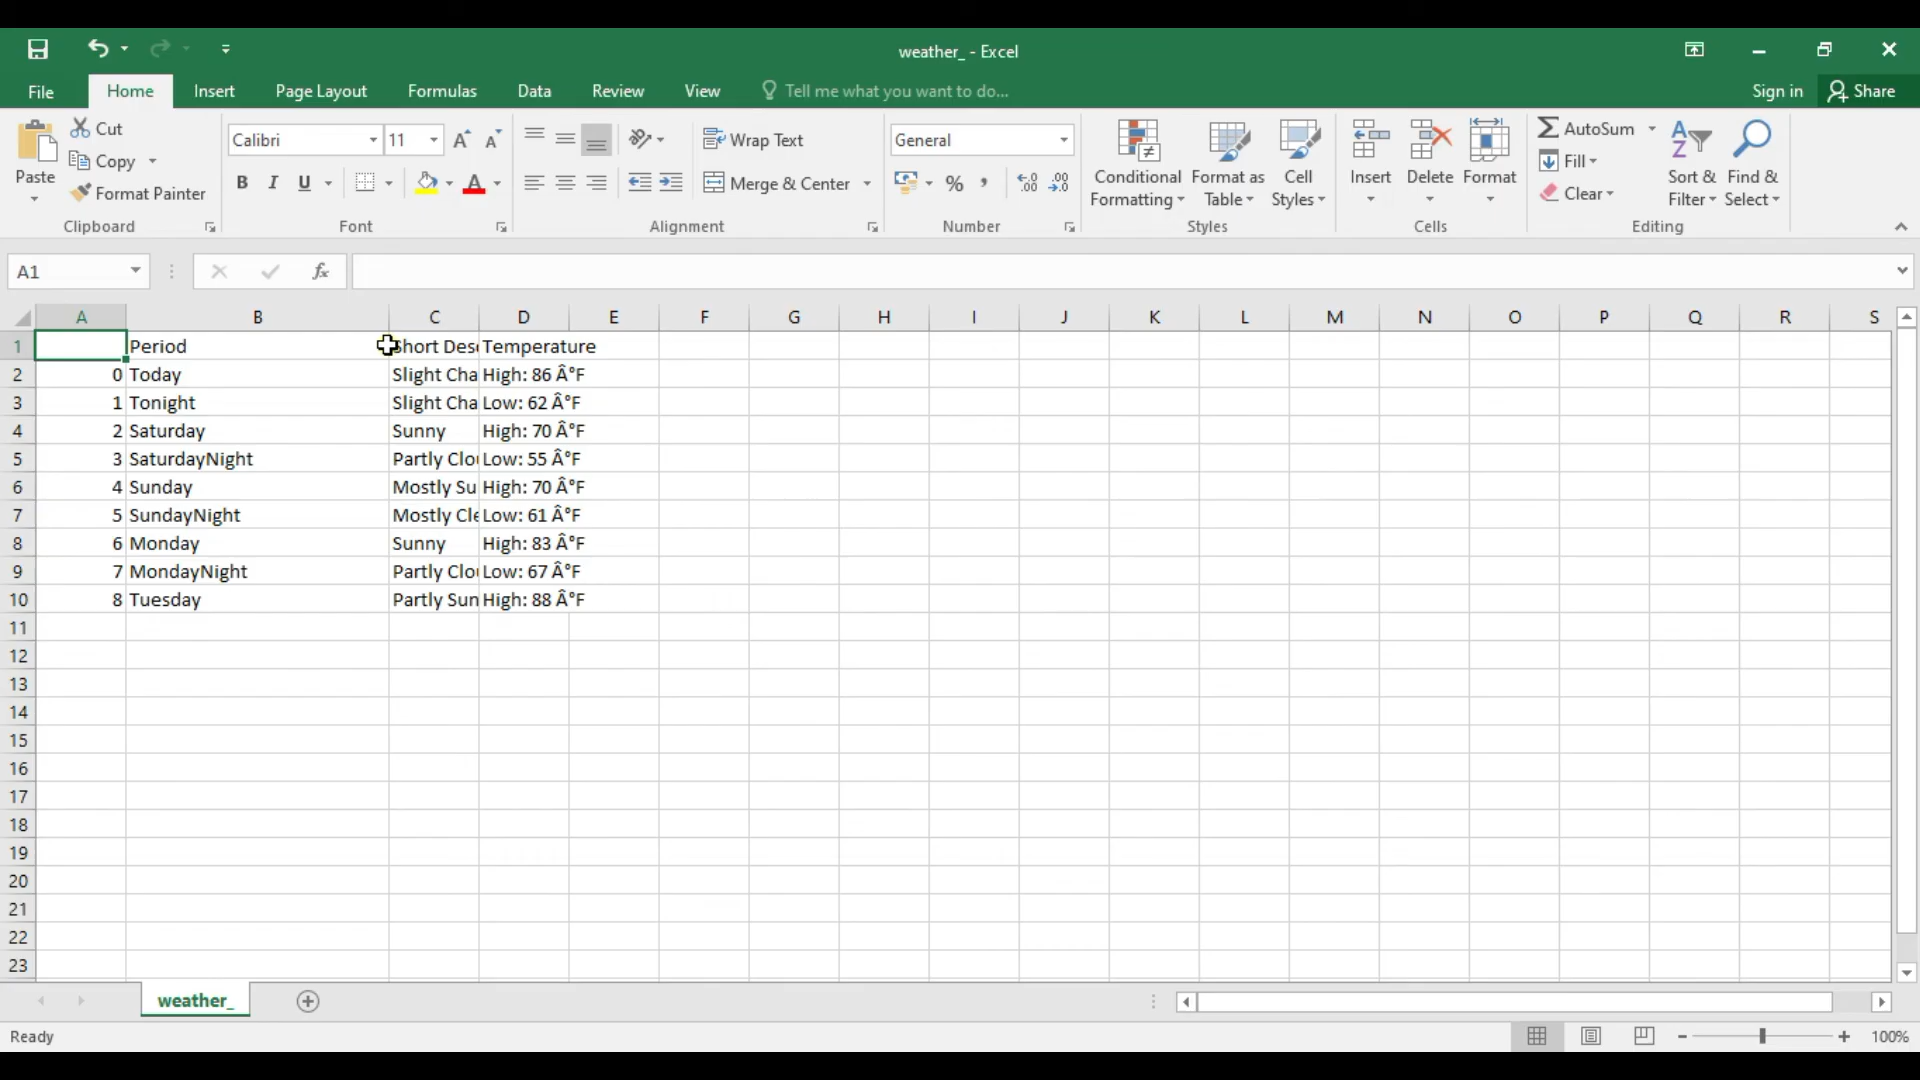 weather_ - Excel
File Home Insert Page Layout Formulas Data Review View Tell me what you want to do... Sign in Share
Paste
Cut
Copy
Format Painter
Clipboard
Calibri 11
B I U A
Font
Wrap Text
Merge & Center
Alignment
General
%
Number
Conditional Formatting
Format as Table
Cell Styles
Styles
Insert Delete Format
Cells
AutoSum
Fill
Clear
Sort & Filter
Find & Select
Editing
A1 fx
A B C D E F G H I J K L M N O P Q R S
1 Period Short Des Temperature
2 0 Today Slight Cha High: 86 Â°F
3 1 Tonight Slight Cha Low: 62 Â°F
4 2 Saturday Sunny High: 70 Â°F
5 3 SaturdayNight Partly Clo Low: 55 Â°F
6 4 Sunday Mostly Su High: 70 Â°F
7 5 SundayNight Mostly Cle Low: 61 Â°F
8 6 Monday Sunny High: 83 Â°F
9 7 MondayNight Partly Clo Low: 67 Â°F
10 8 Tuesday Partly Sun High: 88 Â°F
11
12
13
14
15
16
17
18
19
20
21
22
23
weather_
Ready 100%